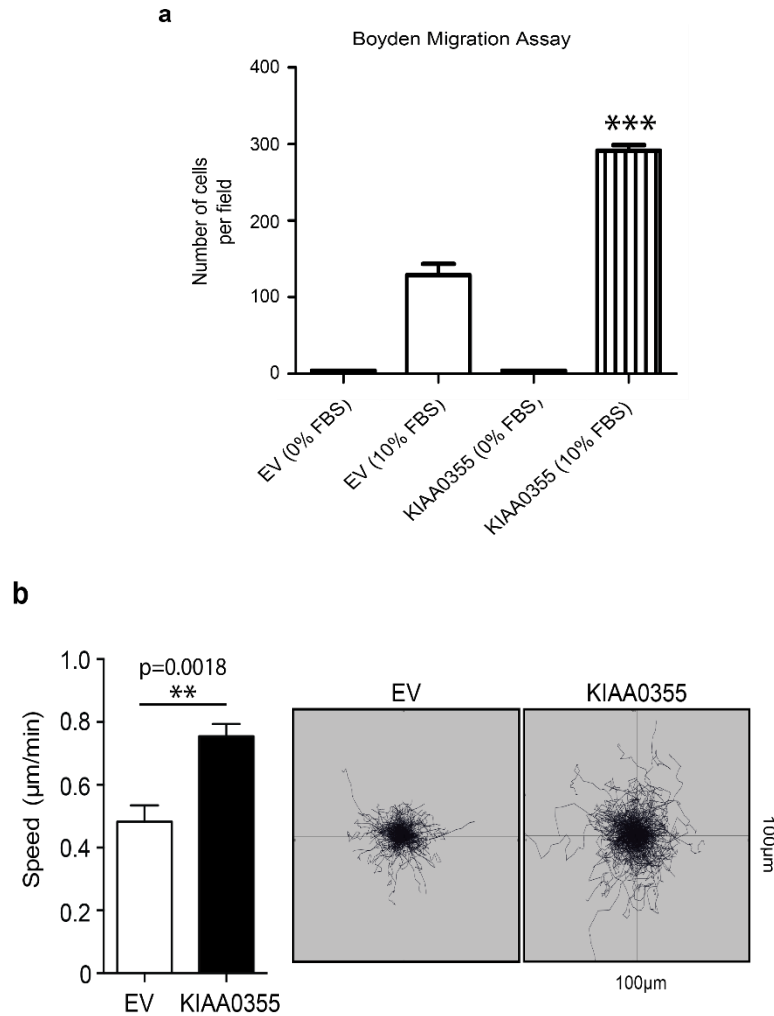 a
Boyden Migration Assay
Number of cells
per field
400
300
200
100
0
***
EV (0% FBS)
EV (10% FBS)
KIAA0355 (0% FBS)
KIAA0355 (10% FBS)
b
Speed (µm/min)
1.0
0.8
0.6
0.4
0.2
0
p=0.0018
**
EV
KIAA0355
EV
KIAA0355
100µm
100µm